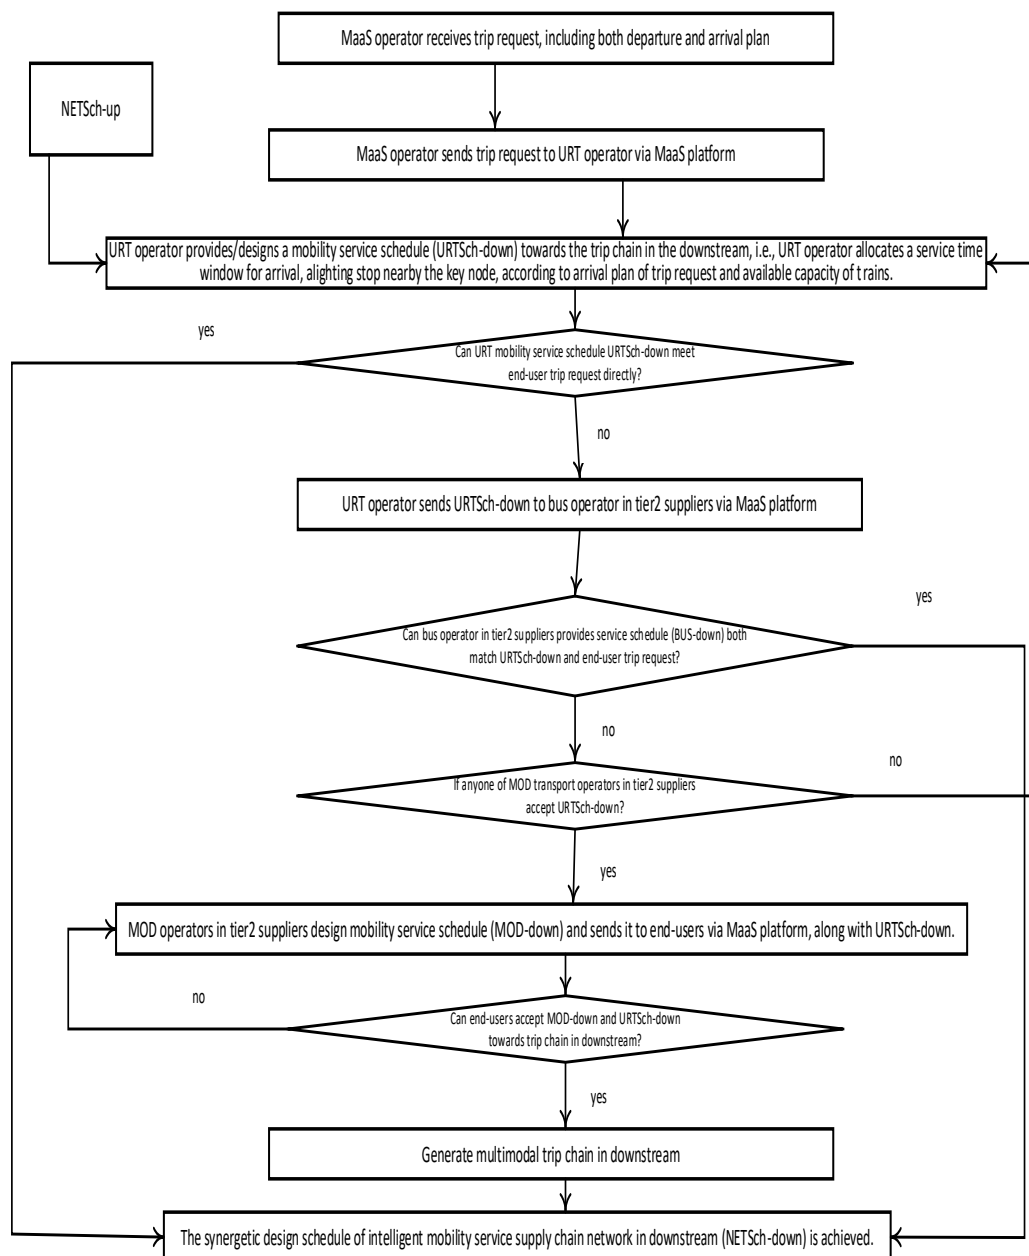 MaaS operator receives trip request, including both departure and arrival plan
NETSch-up
MaaS operator sends trip request to URT operator via MaaS platform
URT operator provides/designs a mobility service schedule (URTSch-down) towards the trip chain in the downstream, i.e., URT operator allocates a service time
window for arrival, alighting stop nearby the key node, according to arrival plan of trip request and available capacity of trains.
yes
Can URT mobility service schedule URTSch-down meet
end-user trip request directly?
no
URT operator sends URTSch-down to bus operator in tier2 suppliers via MaaS platform
yes
Can bus operator in tier2 suppliers provides service schedule (BUS-down) both
match URTSch-down and end-user trip request?
no
no
If anyone of MOD transport operators in tier2 suppliers
accept URTSch-down?
yes
MOD operators in tier2 suppliers design mobility service schedule (MOD-down) and sends it to end-users via MaaS platform, along with URTSch-down.
no
Can end-users accept MOD-down and URTSch-down
towards trip chain in downstream?
yes
Generate multimodal trip chain in downstream
The synergetic design schedule of intelligent mobility service supply chain network in downstream (NETSch-down) is achieved.